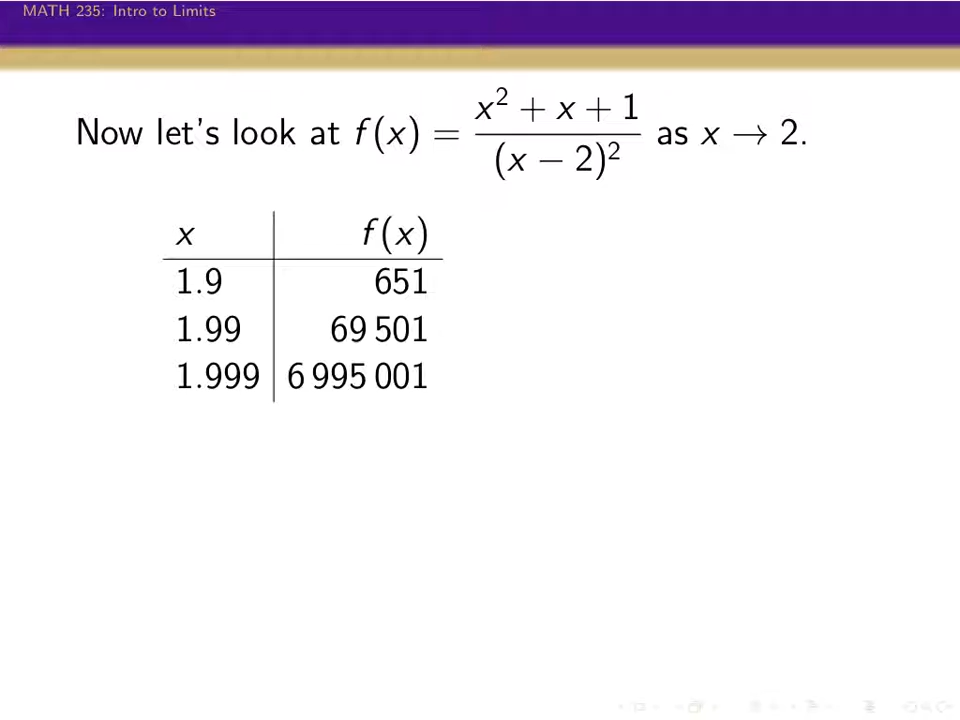 MATH 235: Intro to Limits
Now let's look at f(x) = (x² + x + 1)/(x − 2)² as x → 2.
x f(x)
1.9 651
1.99 69 501
1.999 6 995 001